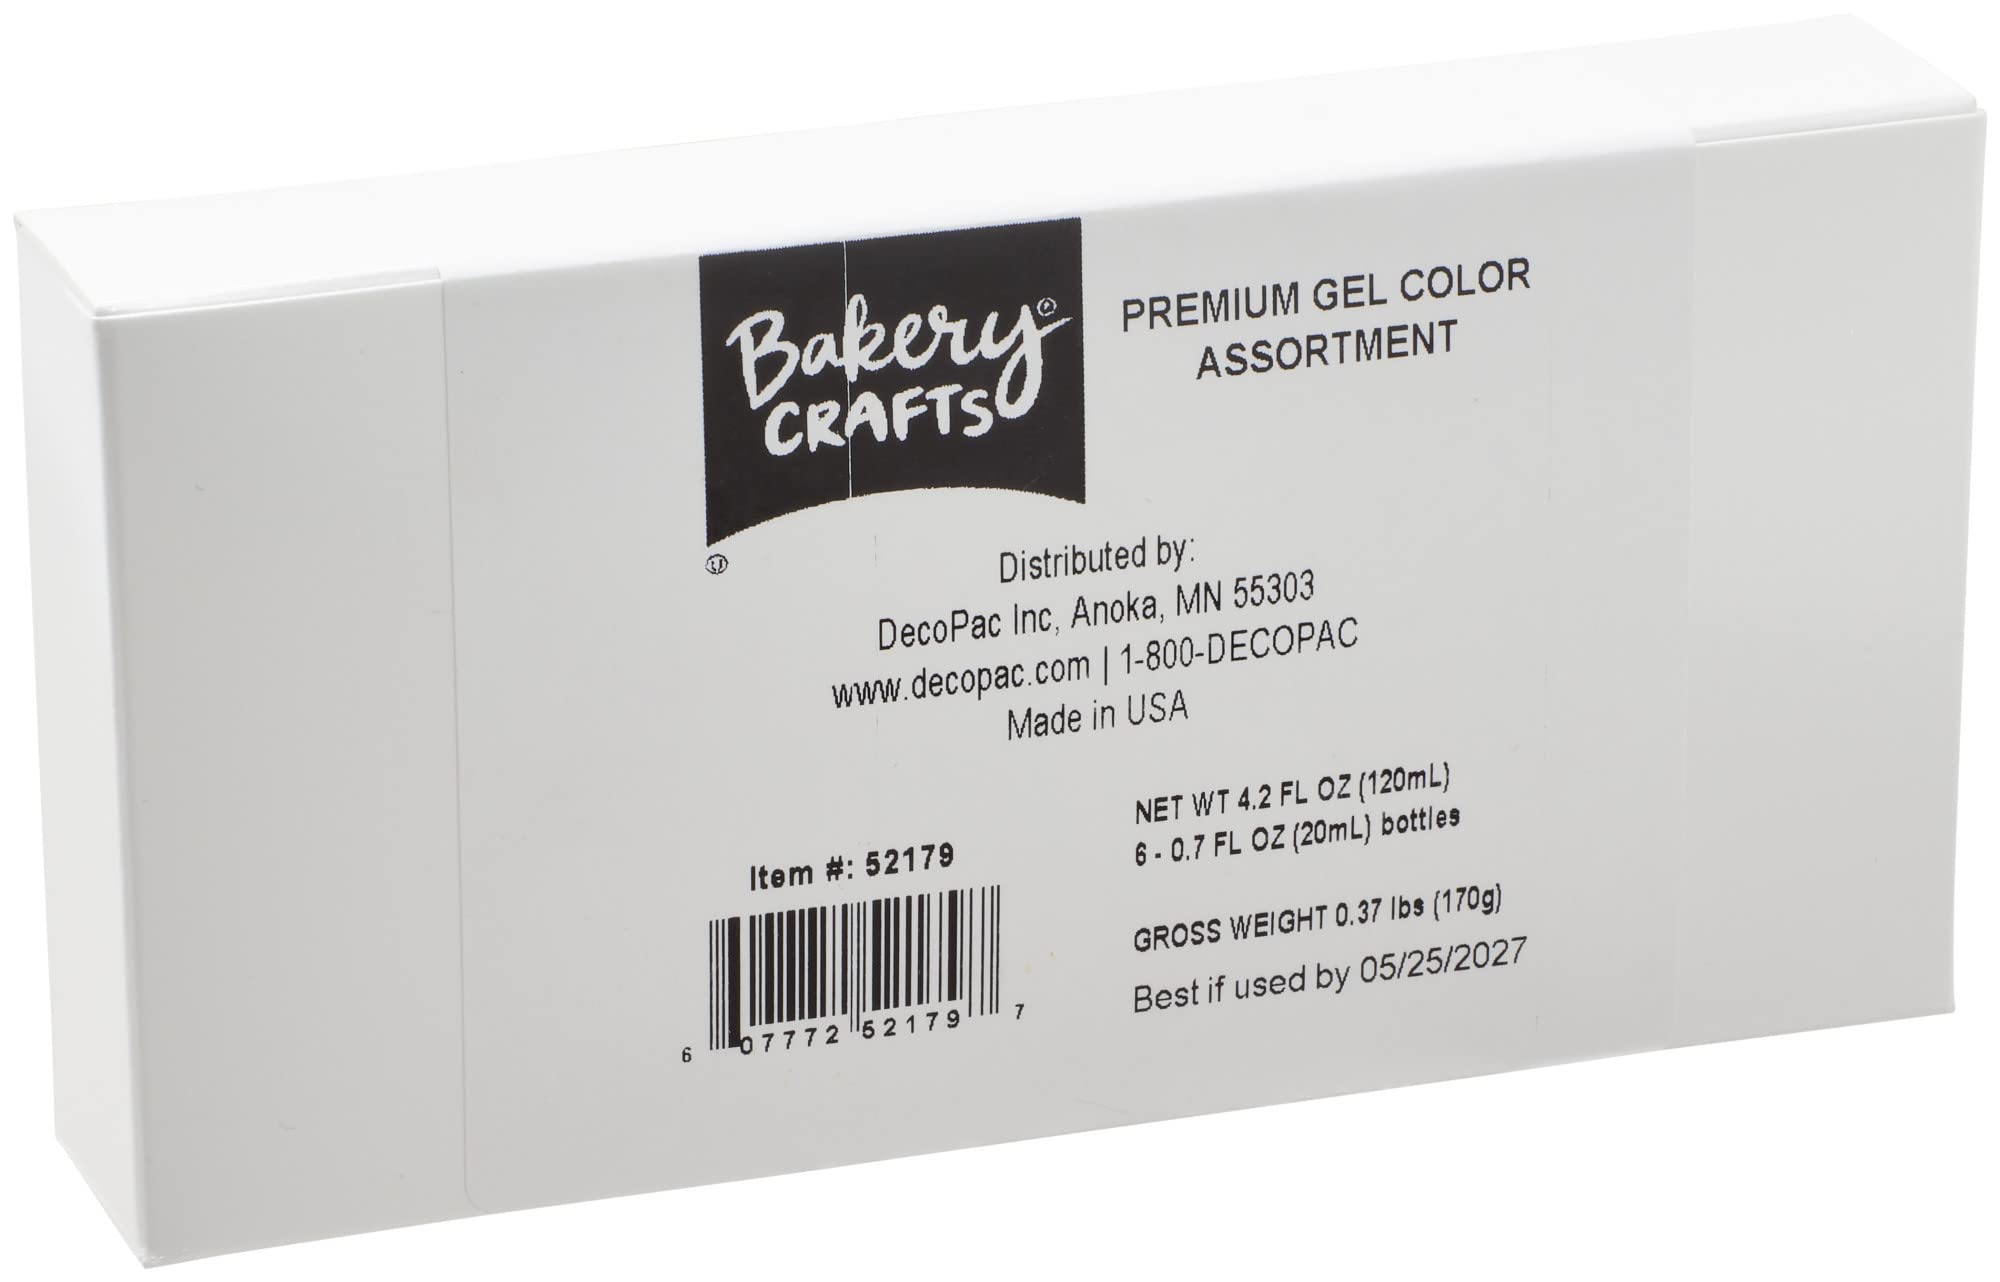 Bakery®
CRAFTS
PREMIUM GEL COLOR
ASSORTMENT
Distributed by:
DecoPac Inc, Anoka, MN 55303
www.decopac.com | 1-800-DECOPAC
Made in USA
NET WT 4.2 FL OZ (120mL)
6 - 0.7 FL OZ (20mL) bottles
Item #: 52179
GROSS WEIGHT 0.37 lbs (170g)
Best if used by 05/25/2027
6 07772 52179 7